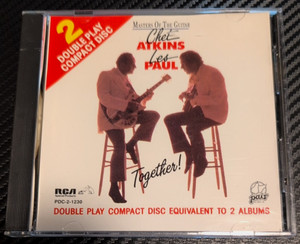 2
DOUBLE PLAY
COMPACT DISC
MASTERS OF THE GUITAR
Chet
ATKINS
Les
PAUL
Together!
RCA
PDC-2-1230
pair
DOUBLE PLAY COMPACT DISC EQUIVALENT TO 2 ALBUMS